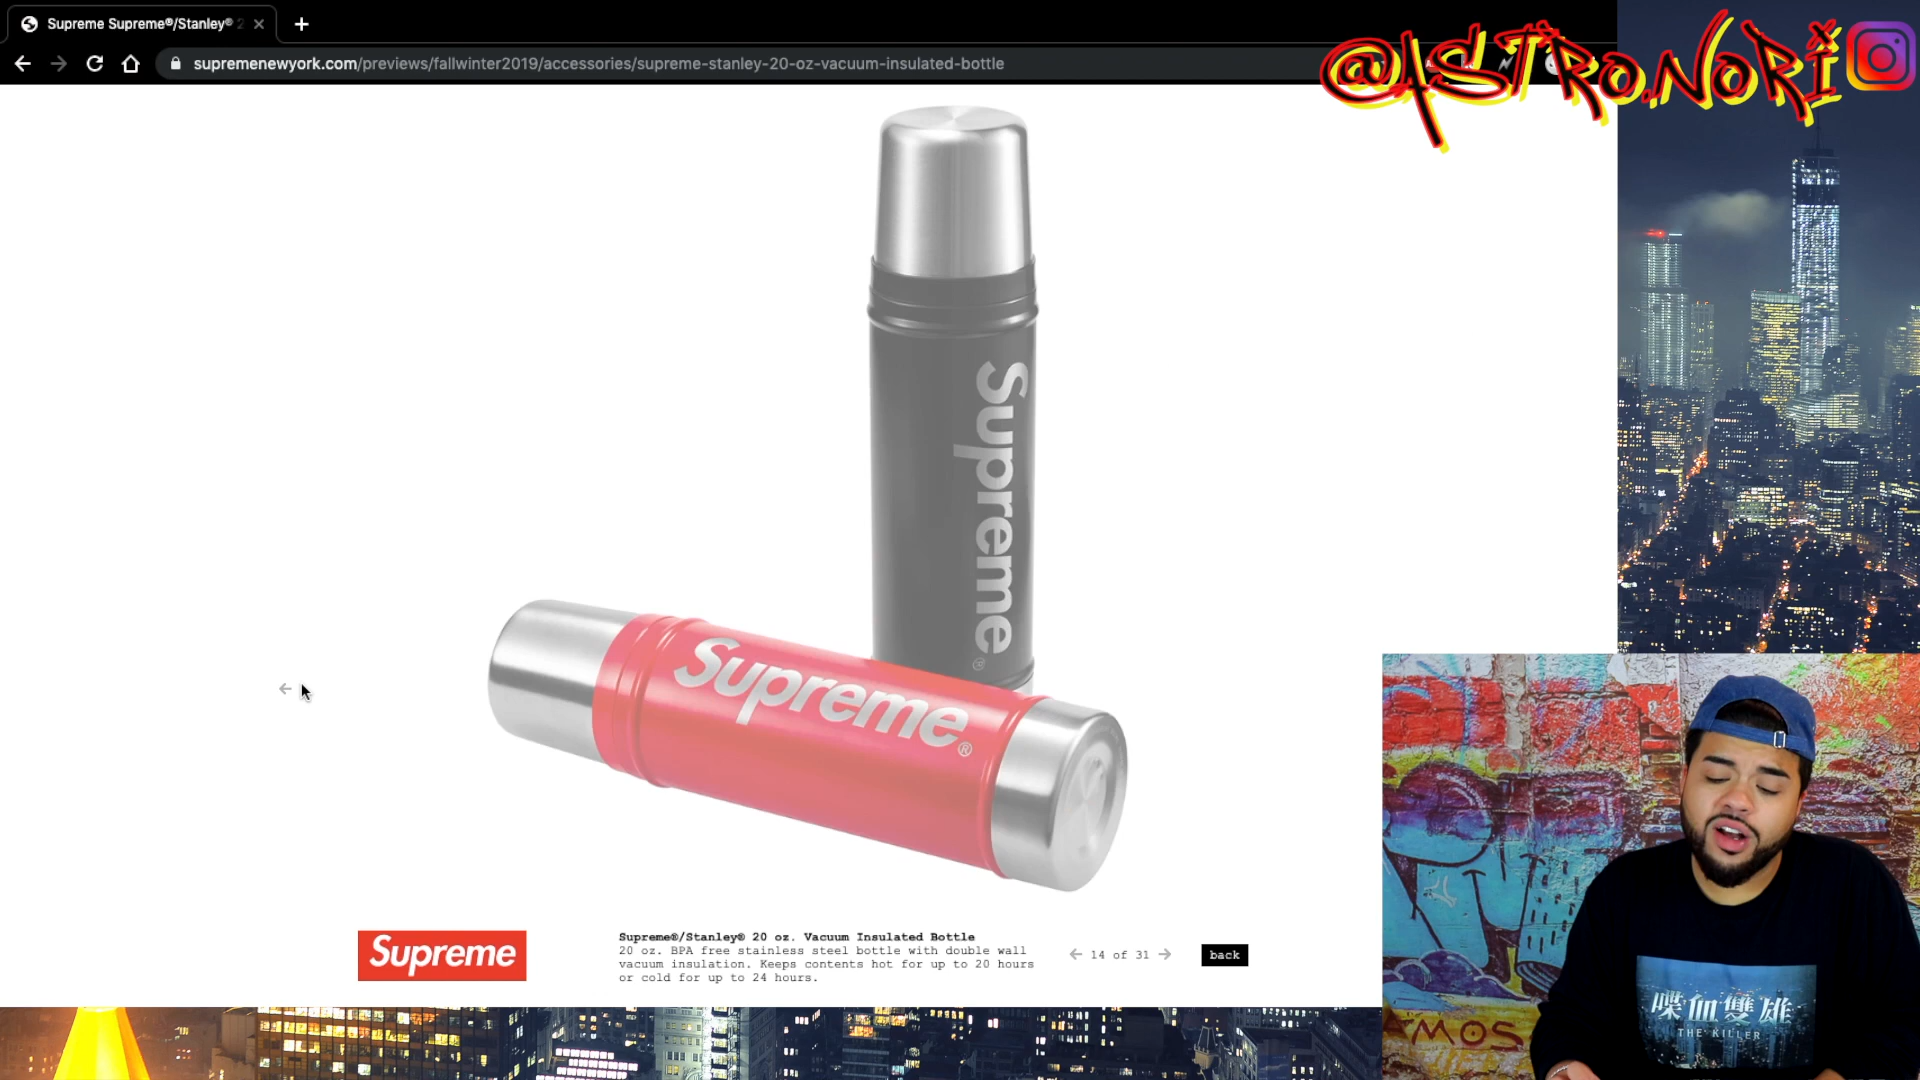 Supreme Supreme®/Stanley® 2
@ASTRO.NORI
supremenewyork.com/previews/fallwinter2019/accessories/supreme-stanley-20-oz-vacuum-insulated-bottle
Supreme®
Supreme®
Supreme
Supreme®/Stanley® 20 oz. Vacuum Insulated Bottle
20 oz. BPA free stainless steel bottle with double wall
vacuum insulation. Keeps contents hot for up to 20 hours
or cold for up to 24 hours.
← 14 of 31 →
back
喋血雙雄
THE KILLER
AMOS